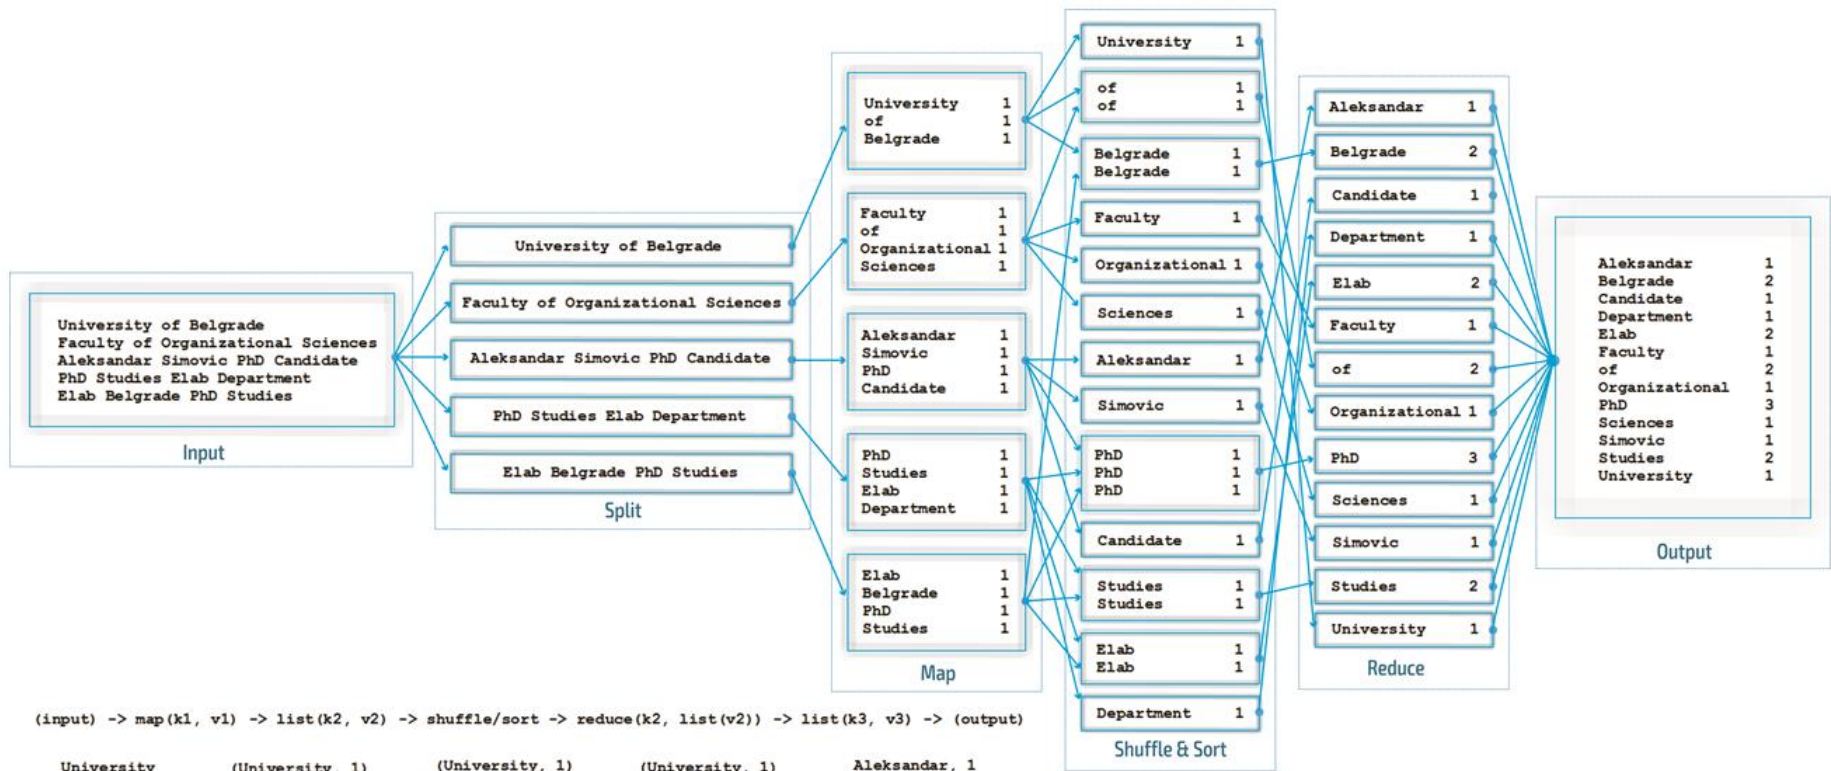 University of Belgrade
Faculty of Organizational Sciences
Aleksandar Simovic PhD Candidate
PhD Studies Elab Department
Elab Belgrade PhD Studies
Input
University of Belgrade
Faculty of Organizational Sciences
Aleksandar Simovic PhD Candidate
PhD Studies Elab Department
Elab Belgrade PhD Studies
Split
University 1
of 1
Belgrade 1
Faculty 1
of 1
Organizational 1
Sciences 1
Aleksandar 1
Simovic 1
PhD 1
Candidate 1
PhD 1
Studies 1
Elab 1
Department 1
Elab 1
Belgrade 1
PhD 1
Studies 1
Map
University 1
of 1
of 1
Belgrade 1
Belgrade 1
Faculty 1
Organizational 1
Sciences 1
Aleksandar 1
Simovic 1
PhD 1
PhD 1
PhD 1
Candidate 1
Studies 1
Studies 1
Elab 1
Elab 1
Department 1
Shuffle & Sort
Aleksandar 1
Belgrade 2
Candidate 1
Department 1
Elab 2
Faculty 1
of 2
Organizational 1
PhD 3
Sciences 1
Simovic 1
Studies 2
University 1
Reduce
Aleksandar 1
Belgrade 2
Candidate 1
Department 1
Elab 2
Faculty 1
of 2
Organizational 1
PhD 3
Sciences 1
Simovic 1
Studies 2
University 1
Output
(input) -> map(k1, v1) -> list(k2, v2) -> shuffle/sort -> reduce(k2, list(v2)) -> list(k3, v3) -> (output)
University (University, 1) (University, 1) (University, 1) Aleksandar, 1